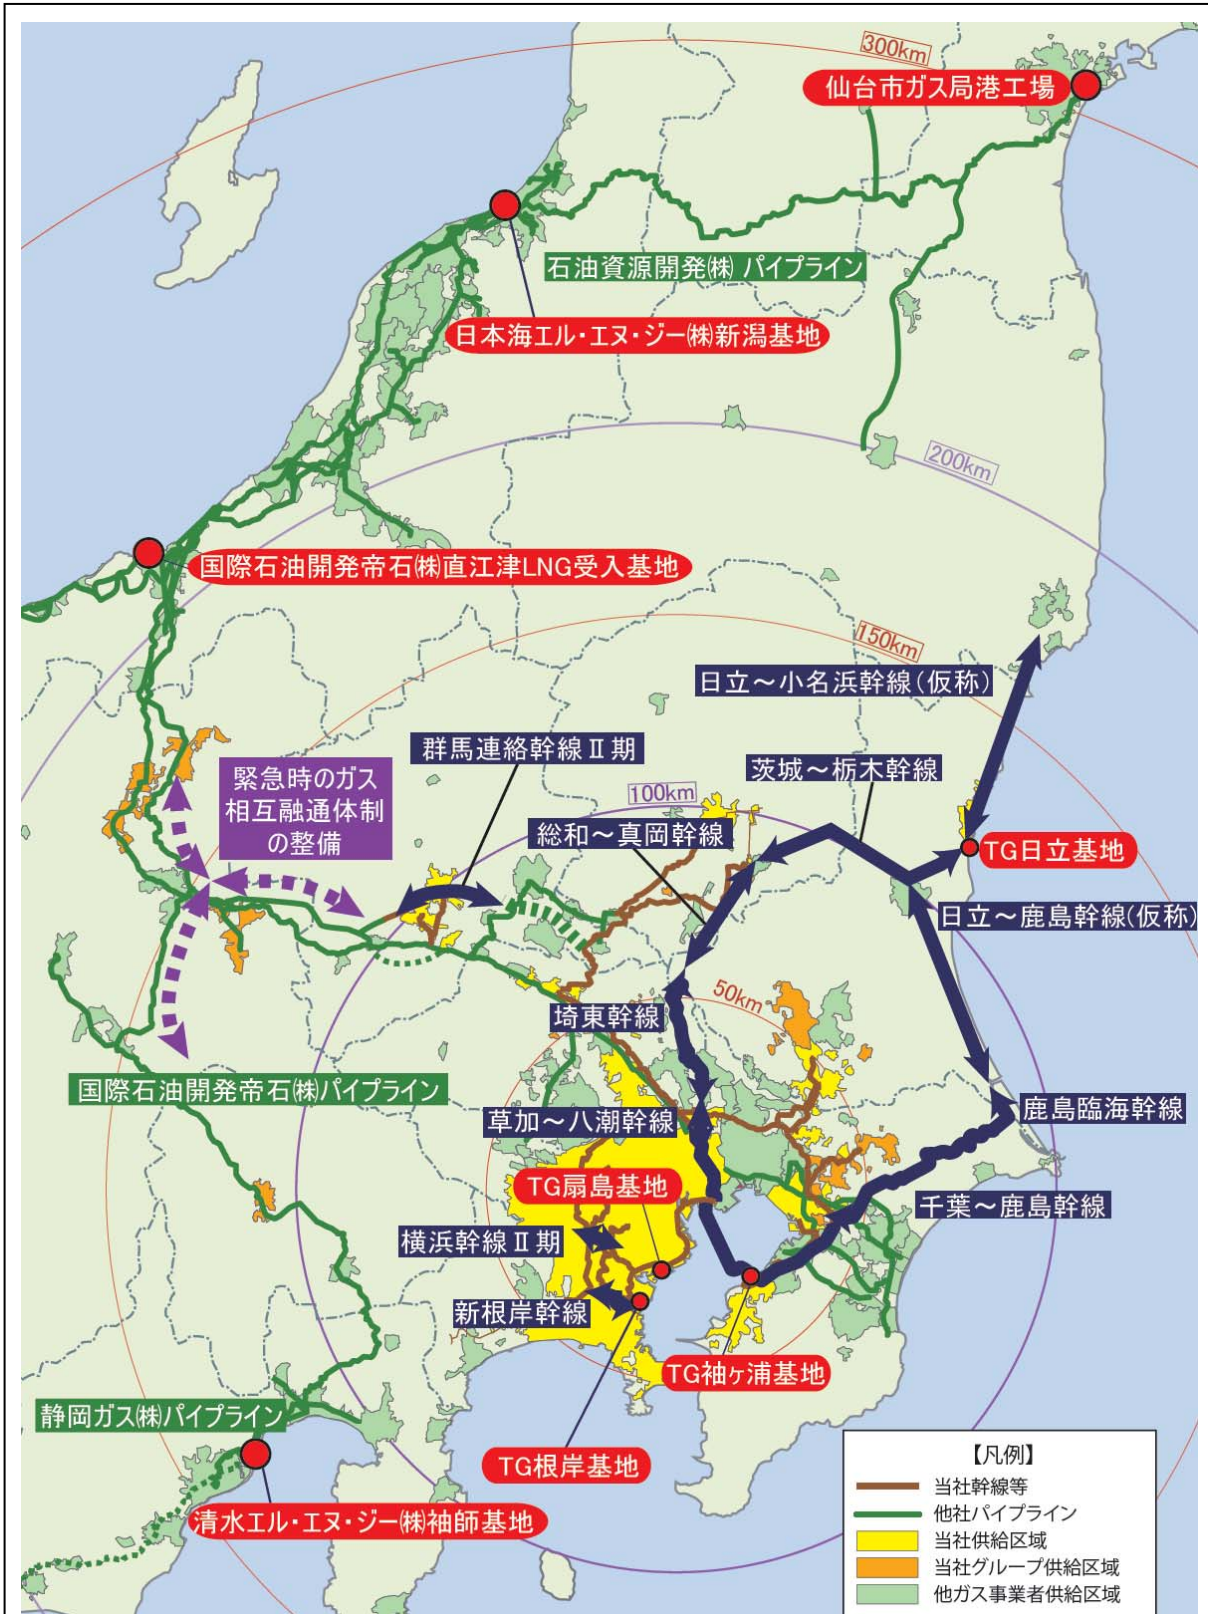 300km
仙台市ガス局港工場
石油資源開発㈱ パイプライン
日本海エル・エヌ・ジー㈱新潟基地
200km
国際石油開発帝石㈱直江津LNG受入基地
150km
日立～小名浜幹線（仮称）
群馬連絡幹線Ⅱ期
茨城～栃木幹線
緊急時のガス
相互融通体制
の整備
100km
総和～真岡幹線
TG日立基地
日立～鹿島幹線(仮称)
50km
埼東幹線
国際石油開発帝石㈱パイプライン
鹿島臨海幹線
草加～八潮幹線
TG扇島基地
千葉～鹿島幹線
横浜幹線Ⅱ期
新根岸幹線
TG袖ヶ浦基地
静岡ガス㈱パイプライン
TG根岸基地
清水エル・エヌ・ジー㈱袖師基地
【凡例】
当社幹線等
他社パイプライン
当社供給区域
当社グループ供給区域
他ガス事業者供給区域